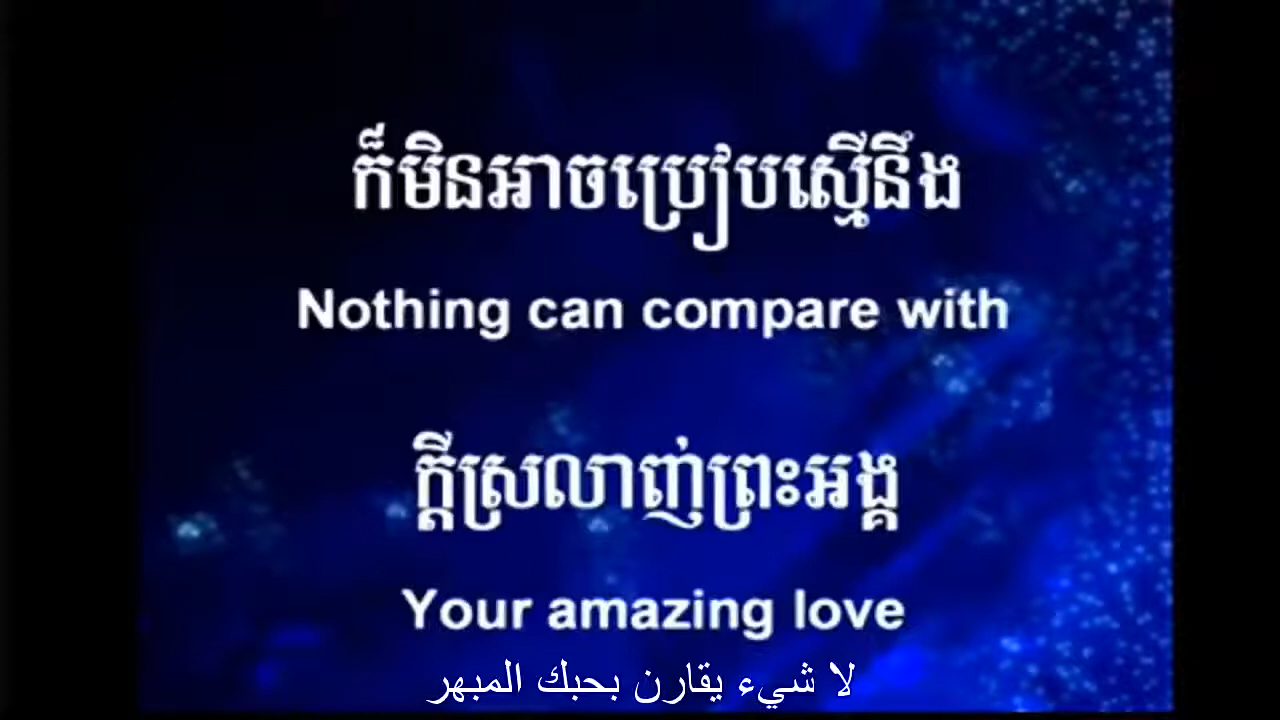 ក៏មិនអាចប្រៀបស្មើនឹង
Nothing can compare with
ក្ដីស្រលាញ់ព្រះអង្គ
Your amazing love
لا شيء يقارن بحبك المبهر